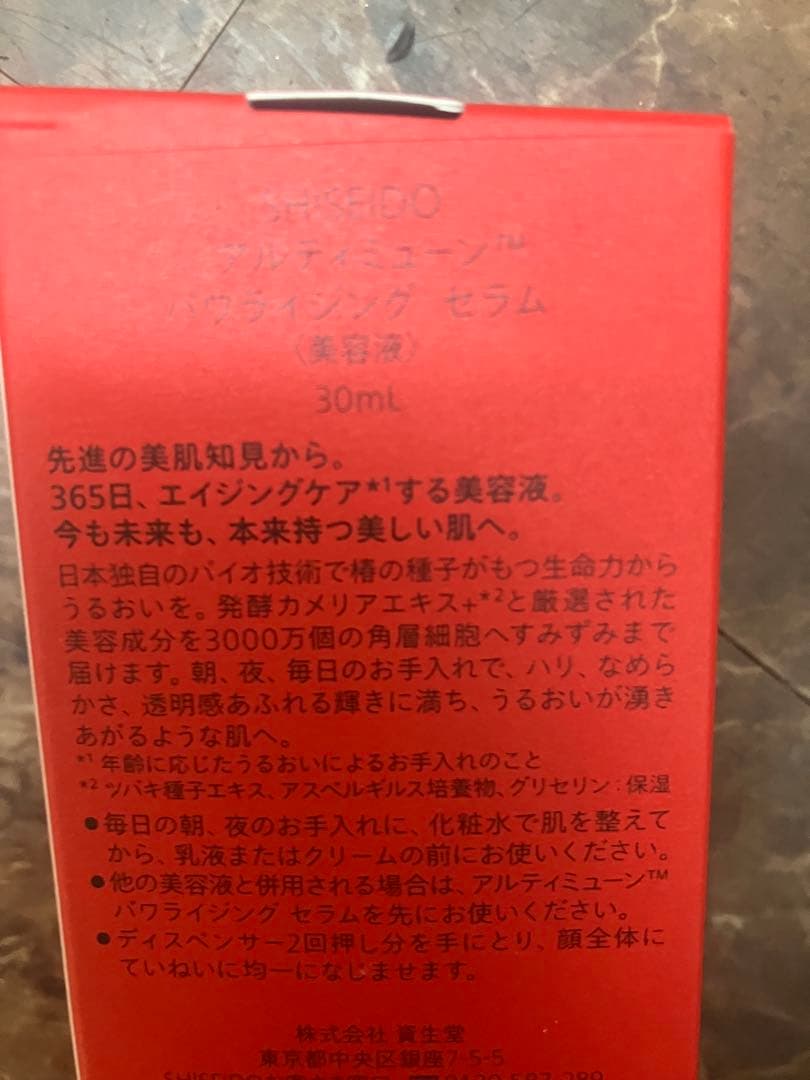 SHISEIDO
アルティミューン™
パワライジング セラム
〈美容液〉
30mL
先進の美肌知見から。
365日、エイジングケア*1する美容液。
今も未来も、本来持つ美しい肌へ。
日本独自のバイオ技術で椿の種子がもつ生命力から
うるおいを。発酵カメリアエキス+*2と厳選された
美容成分を3000万個の角層細胞へすみずみまで
届けます。朝、夜、毎日のお手入れで、ハリ、なめら
かさ、透明感あふれる輝きに満ち、うるおいが湧き
あがるような肌へ。
*1 年齢に応じたうるおいによるお手入れのこと
*2 ツバキ種子エキス、アスペルギルス培養物、グリセリン：保湿
●毎日の朝、夜のお手入れに、化粧水で肌を整えて
から、乳液またはクリームの前にお使いください。
●他の美容液と併用される場合は、アルティミューン™
パワライジング セラムを先にお使いください。
●ディスペンサー2回押し分を手にとり、顔全体に
ていねいに均一になじませます。
株式会社 資生堂
東京都中央区銀座7-5-5
SHISEIDO